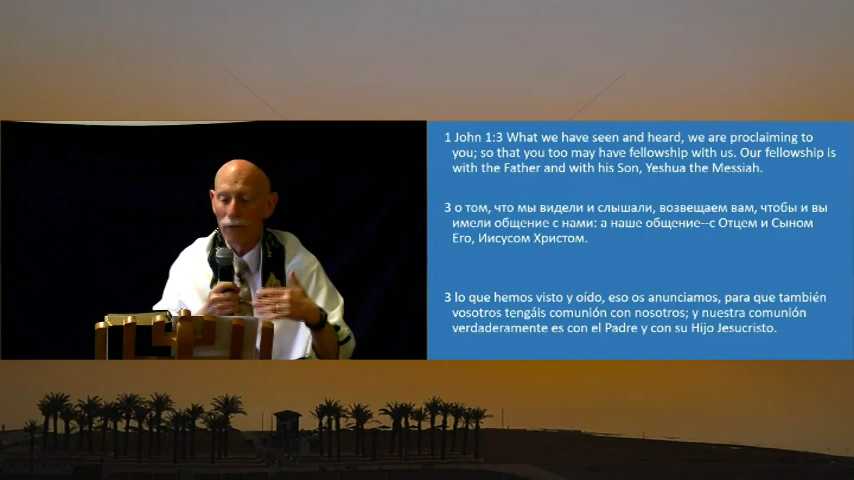 1 John 1:3 What we have seen and heard, we are proclaiming to
you; so that you too may have fellowship with us. Our fellowship is
with the Father and with his Son, Yeshua the Messiah.
3 о том, что мы видели и слышали, возвещаем вам, чтобы и вы
имели общение с нами: а наше общение--с Отцем и Сыном
Его, Иисусом Христом.
3 lo que hemos visto y oído, eso os anunciamos, para que también
vosotros tengáis comunión con nosotros; y nuestra comunión
verdaderamente es con el Padre y con su Hijo Jesucristo.